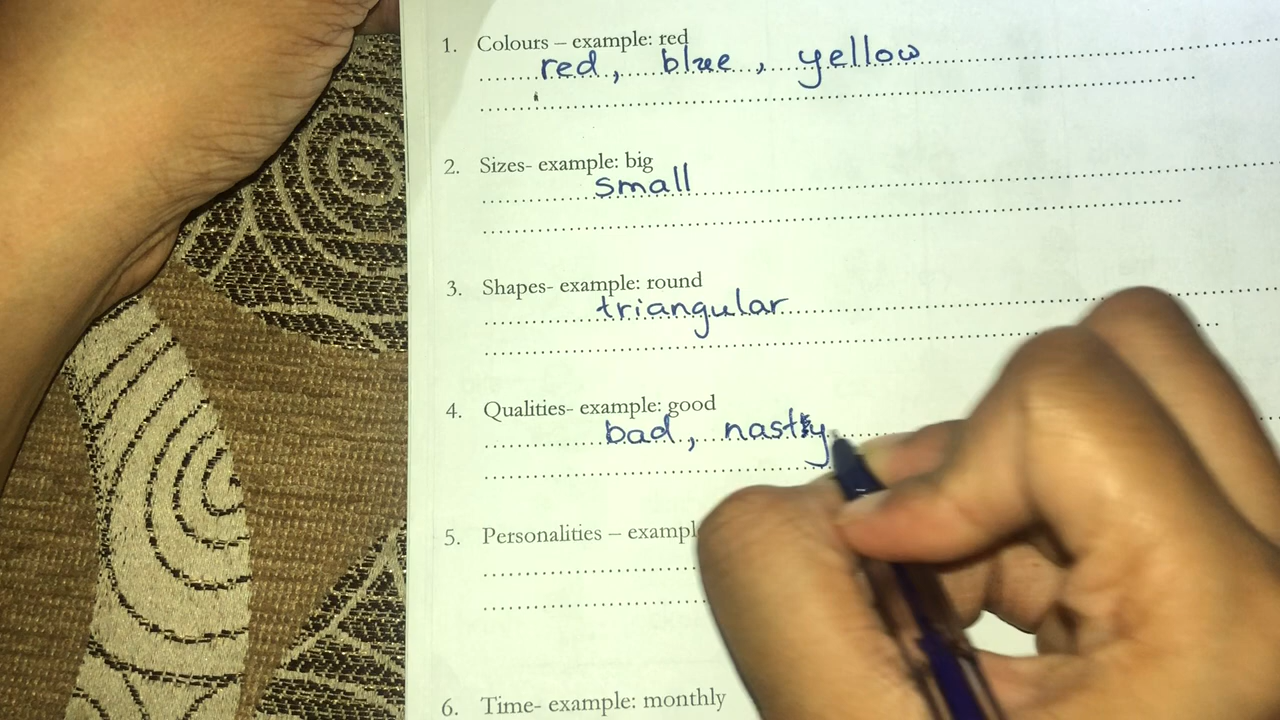 1. Colours – example: red
red, blue, yellow
2. Sizes- example: big
small
3. Shapes- example: round
triangular
4. Qualities- example: good
bad, nasty
5. Personalities – exampl
6. Time- example: monthly